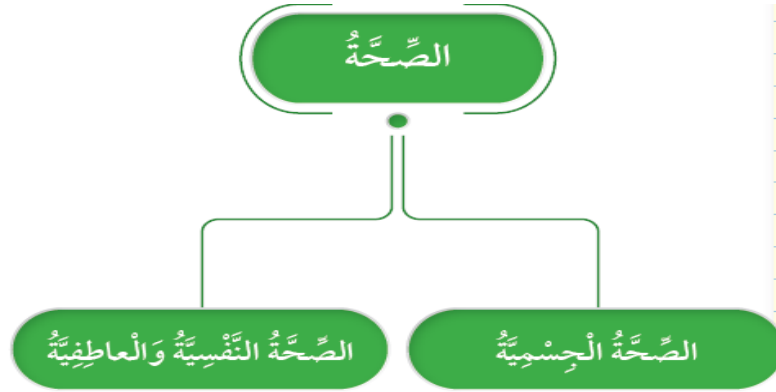 الصِّحَّةُ
الصِّحَّةُ الْجِسْمِيَّةُ
الصِّحَّةُ النَّفْسِيَّةُ وَالْعاطِفِيَّةُ